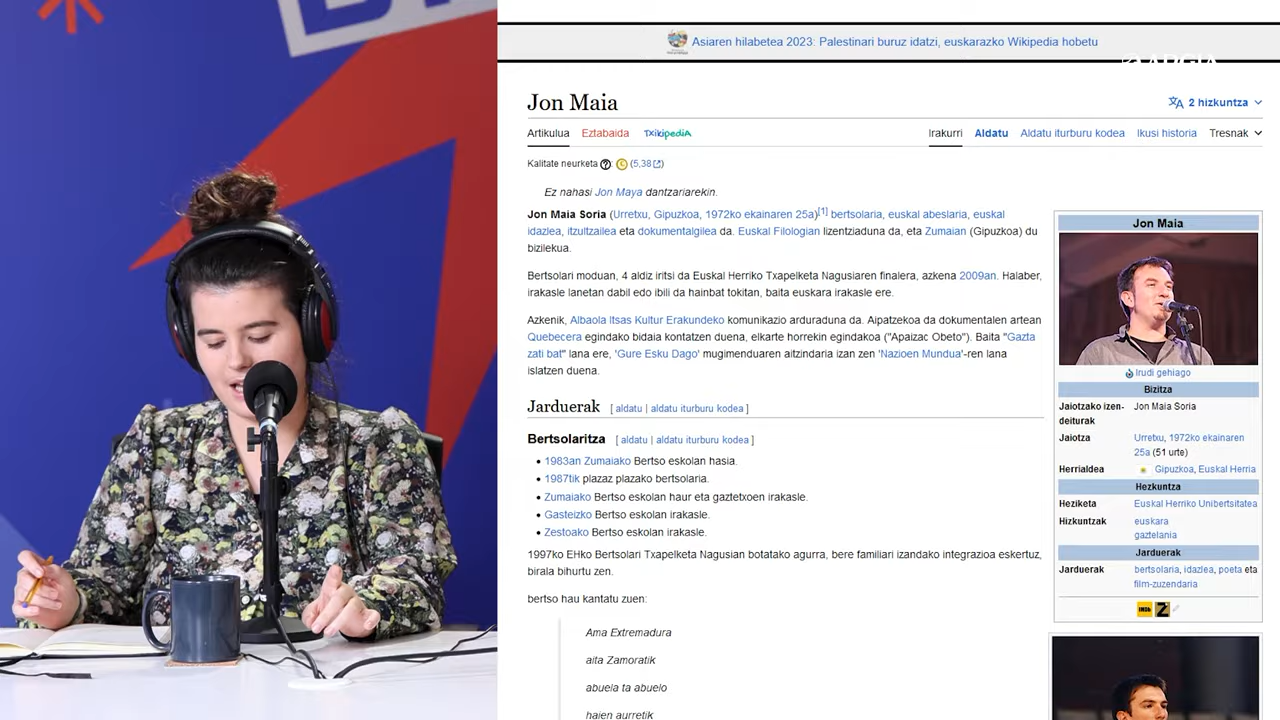 Asiaren hilabetea 2023: Palestinari buruz idatzi, euskarazko Wikipedia hobetu
Jon Maia
2 hizkuntza
Artikulua Eztabaida TXikipediA Irakurri Aldatu Aldatu iturburu kodea Ikusi historia Tresnak
Kalitate neurketa ? (5,38)
Ez nahasi Jon Maya dantzariarekin.
Jon Maia Soria (Urretxu, Gipuzkoa, 1972ko ekainaren 25a)[1] bertsolaria, euskal abeslaria, euskal
idazlea, itzultzailea eta dokumentalgilea da. Euskal Filologian lizentziaduna da, eta Zumaian (Gipuzkoa) du
bizilekua.
Bertsolari moduan, 4 aldiz iritsi da Euskal Herriko Txapelketa Nagusiaren finalera, azkena 2009an. Halaber,
irakasle lanetan dabil edo ibili da hainbat tokitan, baita euskara irakasle ere.
Azkenik, Albaola Itsas Kultur Erakundeko komunikazio arduraduna da. Aipatzekoa da dokumentalen artean
Quebecera egindako bidaia kontatzen duena, elkarte horrekin egindakoa ("Apaizac Obeto"). Baita "Gazta
zati bat" lana ere, 'Gure Esku Dago' mugimenduaren aitzindaria izan zen 'Nazioen Mundua'-ren lana
islatzen duena.
Jarduerak [ aldatu | aldatu iturburu kodea ]
Bertsolaritza [ aldatu | aldatu iturburu kodea ]
• 1983an Zumaiako Bertso eskolan hasia.
• 1987tik plazaz plazako bertsolaria.
• Zumaiako Bertso eskolan haur eta gaztetxoen irakasle.
• Gasteizko Bertso eskolan irakasle.
• Zestoako Bertso eskolan irakasle.
1997ko EHko Bertsolari Txapelketa Nagusian botatako agurra, bere familiari izandako integrazioa eskertuz,
birala bihurtu zen.
bertso hau kantatu zuen:
Ama Extremadura
aita Zamoratik
abuela ta abuelo
haien aurretik
Jon Maia
Irudi gehiago
Bizitza
Jaiotzako izen-
deiturak Jon Maia Soria
Jaiotza Urretxu, 1972ko ekainaren
25a (51 urte)
Herrialdea Gipuzkoa, Euskal Herria
Hezkuntza
Heziketa Euskal Herriko Unibertsitatea
Hizkuntzak euskara
gaztelania
Jarduerak
Jarduerak bertsolaria, idazlea, poeta eta
film-zuzendaria
IMDb Z